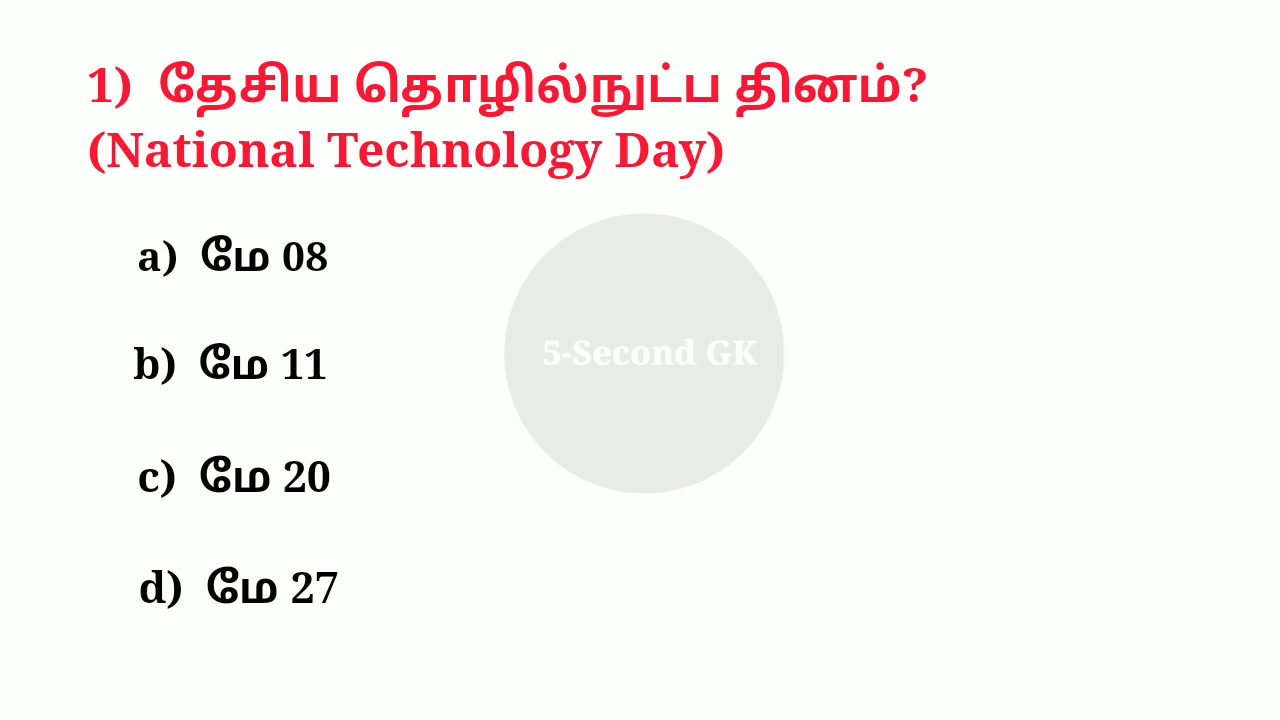 1) தேசிய தொழில்நுட்ப தினம்?
(National Technology Day)
a) மே 08
b) மே 11
5-Second GK
c) மே 20
d) மே 27